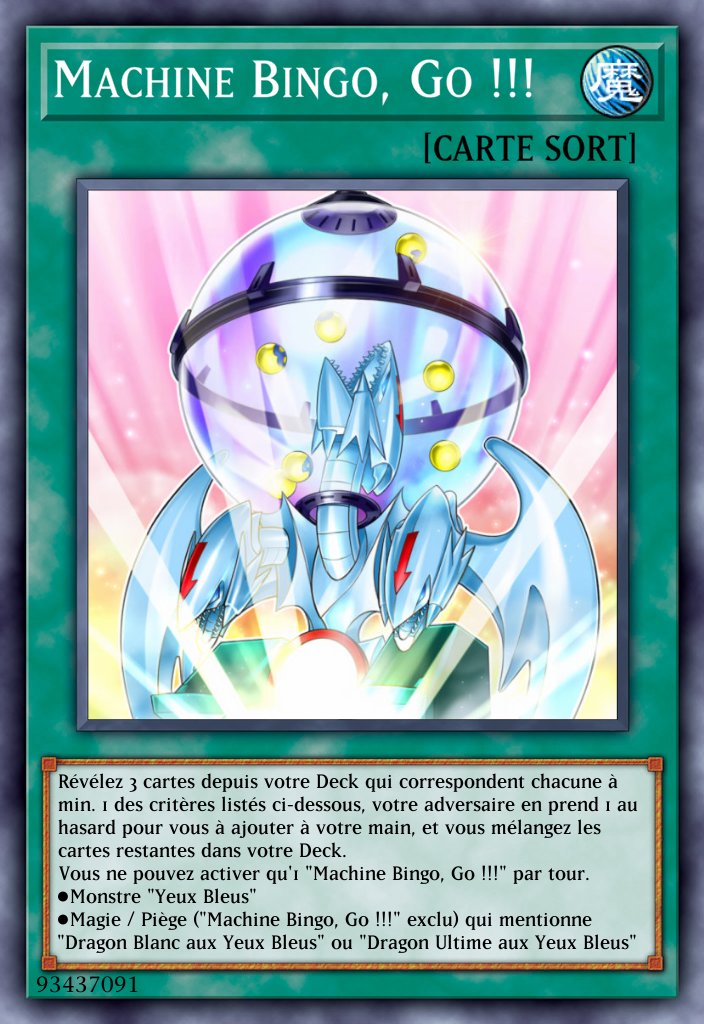 Machine Bingo, Go !!!
魔
[CARTE SORT]
Révélez 3 cartes depuis votre Deck qui correspondent chacune à
min. 1 des critères listés ci-dessous, votre adversaire en prend 1 au
hasard pour vous à ajouter à votre main, et vous mélangez les
cartes restantes dans votre Deck.
Vous ne pouvez activer qu'1 "Machine Bingo, Go !!!" par tour.
●Monstre "Yeux Bleus"
●Magie / Piège ("Machine Bingo, Go !!!" exclu) qui mentionne
"Dragon Blanc aux Yeux Bleus" ou "Dragon Ultime aux Yeux Bleus"
93437091